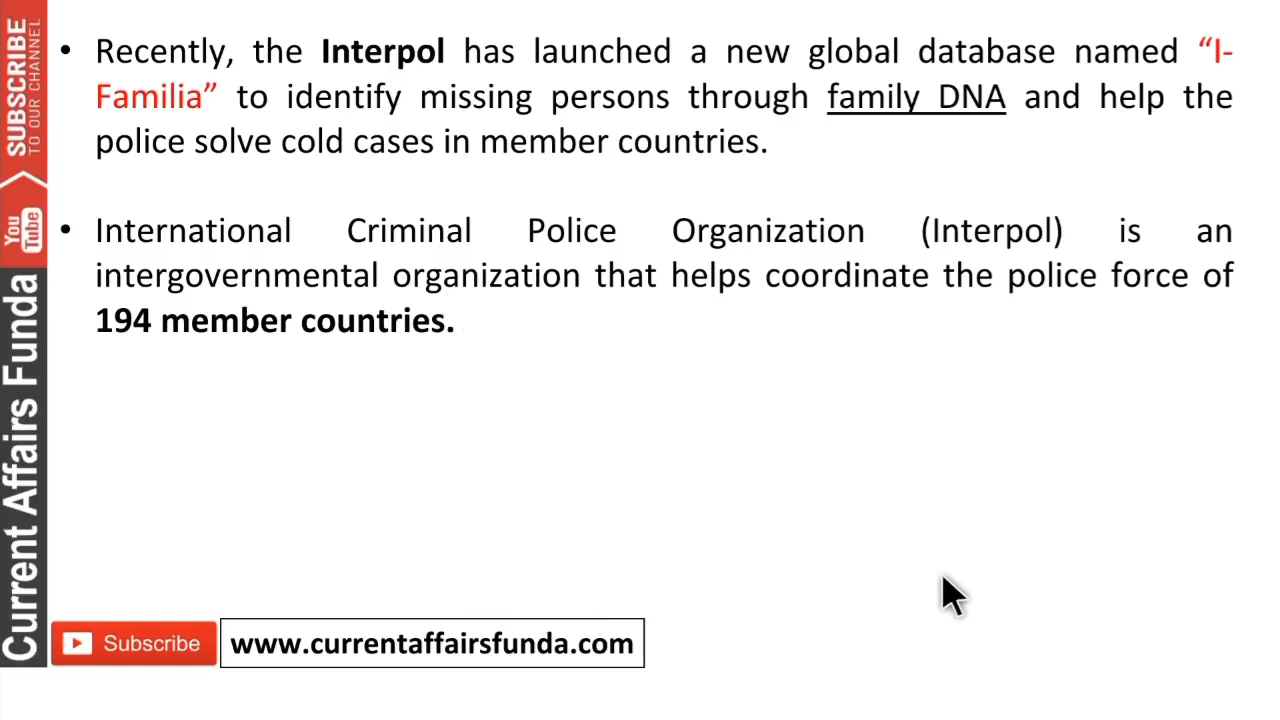 • Recently, the Interpol has launched a new global database named “I-
Familia” to identify missing persons through family DNA and help the
police solve cold cases in member countries.
• International Criminal Police Organization (Interpol) is an
intergovernmental organization that helps coordinate the police force of
194 member countries.
SUBSCRIBE
TO OUR CHANNEL
You
Tube
Current Affairs Funda
Subscribe
www.currentaffairsfunda.com